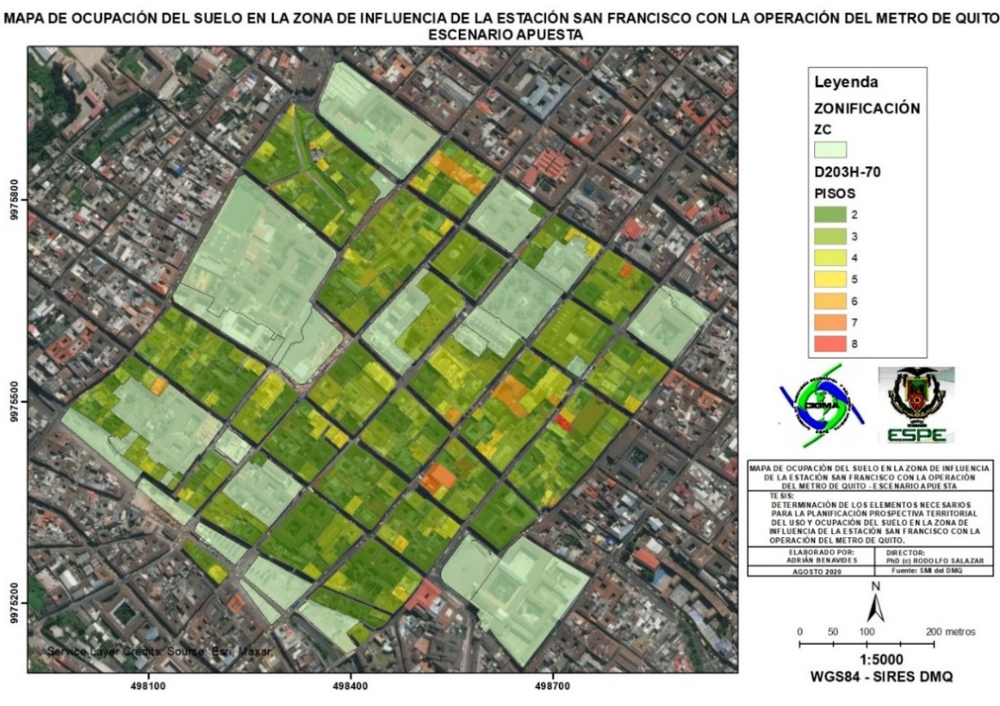 MAPA DE OCUPACIÓN DEL SUELO EN LA ZONA DE INFLUENCIA DE LA ESTACIÓN SAN FRANCISCO CON LA OPERACIÓN DEL METRO DE QUITO
ESCENARIO APUESTA
9975800
9975500
9975200
498100
498400
498700
Service Layer Credits: Source: Esri, Maxar,
Leyenda
ZONIFICACIÓN
ZC
D203H-70
PISOS
2
3
4
5
6
7
8
CIGMA
ESPE
MAPA DE OCUPACIÓN DEL SUELO EN LA ZONA DE INFLUENCIA
DE LA ESTACIÓN SAN FRANCISCO CON LA OPERACIÓN
DEL METRO DE QUITO - ESCENARIO APUESTA
TESIS:
DETERMINACIÓN DE LOS ELEMENTOS NECESARIOS
PARA LA PLANIFICACIÓN PROSPECTIVA TERRITORIAL
DEL USO Y OCUPACIÓN DEL SUELO EN LA ZONA DE
INFLUENCIA DE LA ESTACIÓN SAN FRANCISCO CON LA
OPERACIÓN DEL METRO DE QUITO.
ELABORADO POR:
ADRIÁN BENAVIDES
DIRECTOR:
PhD (c) RODOLFO SALAZAR
AGOSTO 2020
Fuente: SMI del DMQ
N
0 50 100 200 metros
1:5000
WGS84 - SIRES DMQ